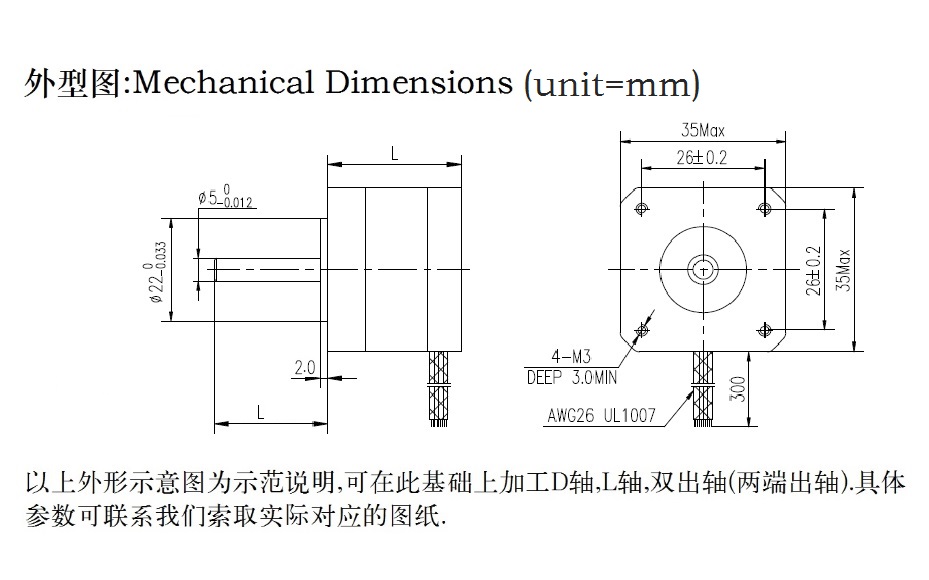 外型图:Mechanical Dimensions (unit=mm)
35Max
L
26±0.2
ϕ5 0 -0.012
ϕ22 0 -0.033
26±0.2
35Max
2.0
4-M3
DEEP 3.0MIN
300
L
AWG26 UL1007
以上外形示意图为示范说明,可在此基础上加工D轴,L轴,双出轴(两端出轴).具体
参数可联系我们索取实际对应的图纸.